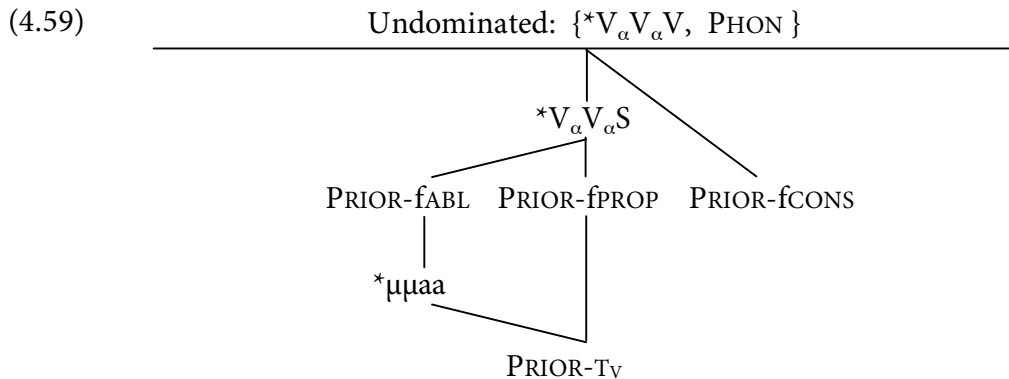 (4.59) Undominated: {*VαVαV, PHON }
*VαVαS
PRIOR-fABL PRIOR-fPROP PRIOR-fCONS
*μμaa
PRIOR-TV